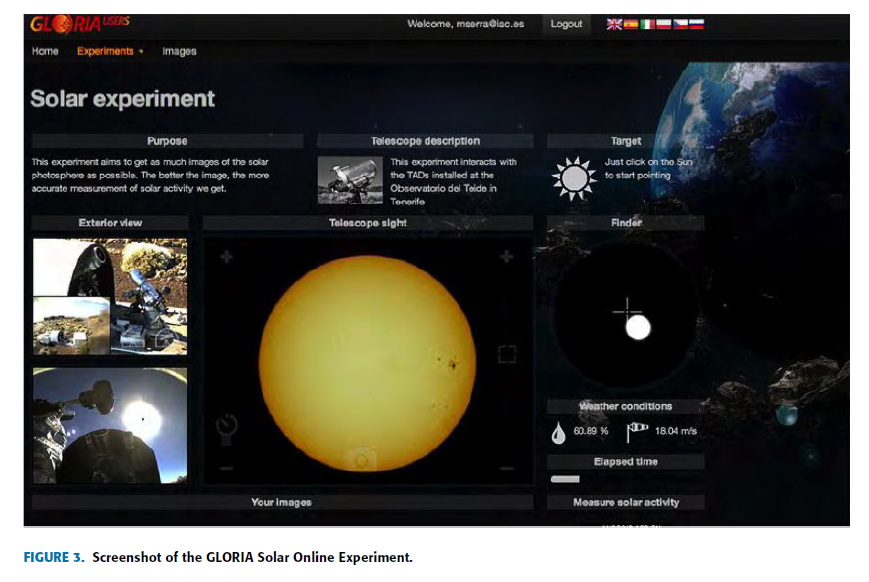 GLORIA USERS
Welcome, mserra@iac.es
Logout
Home
Experiments
Images
Solar experiment
Purpose
This experiment aims to get as much images of the solar
photosphere as possible. The better the image, the more
accurate measurement of solar activity we get.
Telescope description
This experiment interacts with
the TADs installed at the
Observatorio del Teide in
Tenerife
Target
Just click on the Sun
to start pointing
Exterior view
Telescope sight
Finder
Weather conditions
60.89 %
18.04 m/s
Elapsed time
Your images
Measure solar activity
FIGURE 3. Screenshot of the GLORIA Solar Online Experiment.